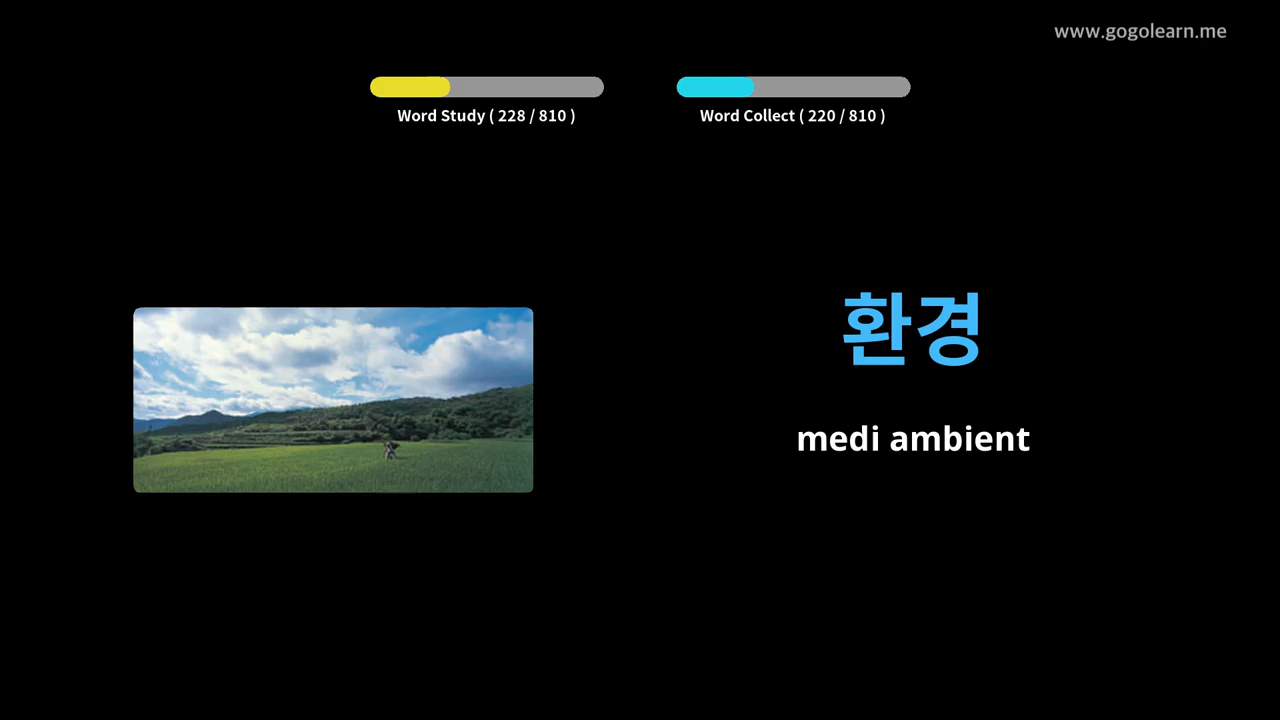 www.gogolearn.me
Word Study ( 228 / 810 )
Word Collect ( 220 / 810 )
환경
medi ambient